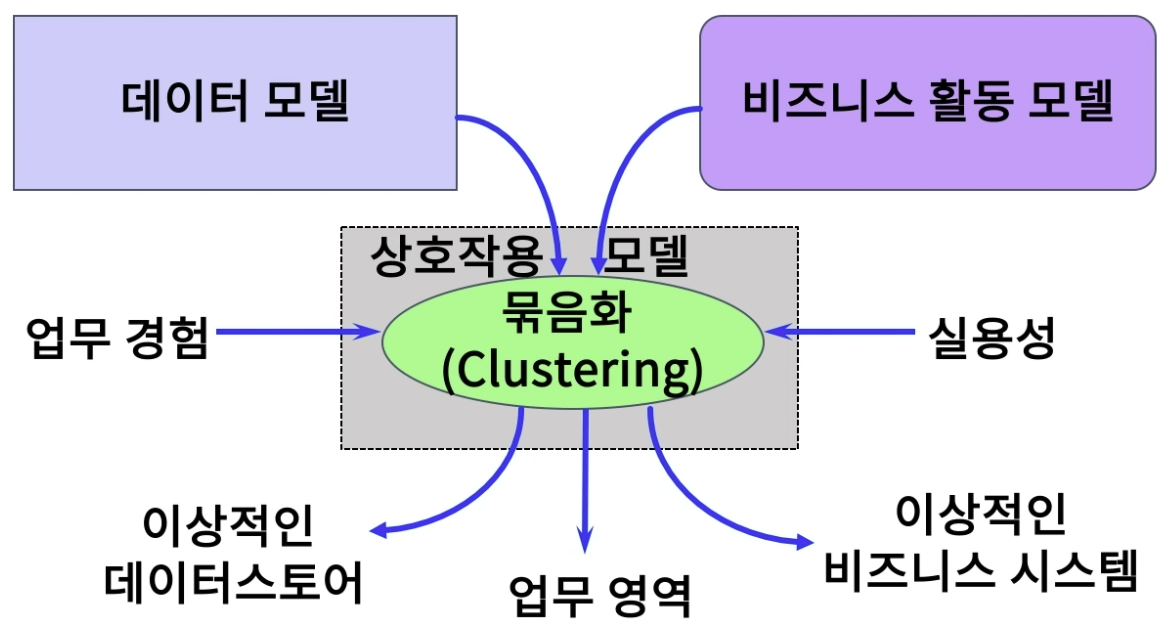 데이터 모델
비즈니스 활동 모델
상호작용 모델
묶음화
(Clustering)
업무 경험
실용성
이상적인
데이터스토어
업무 영역
이상적인
비즈니스 시스템